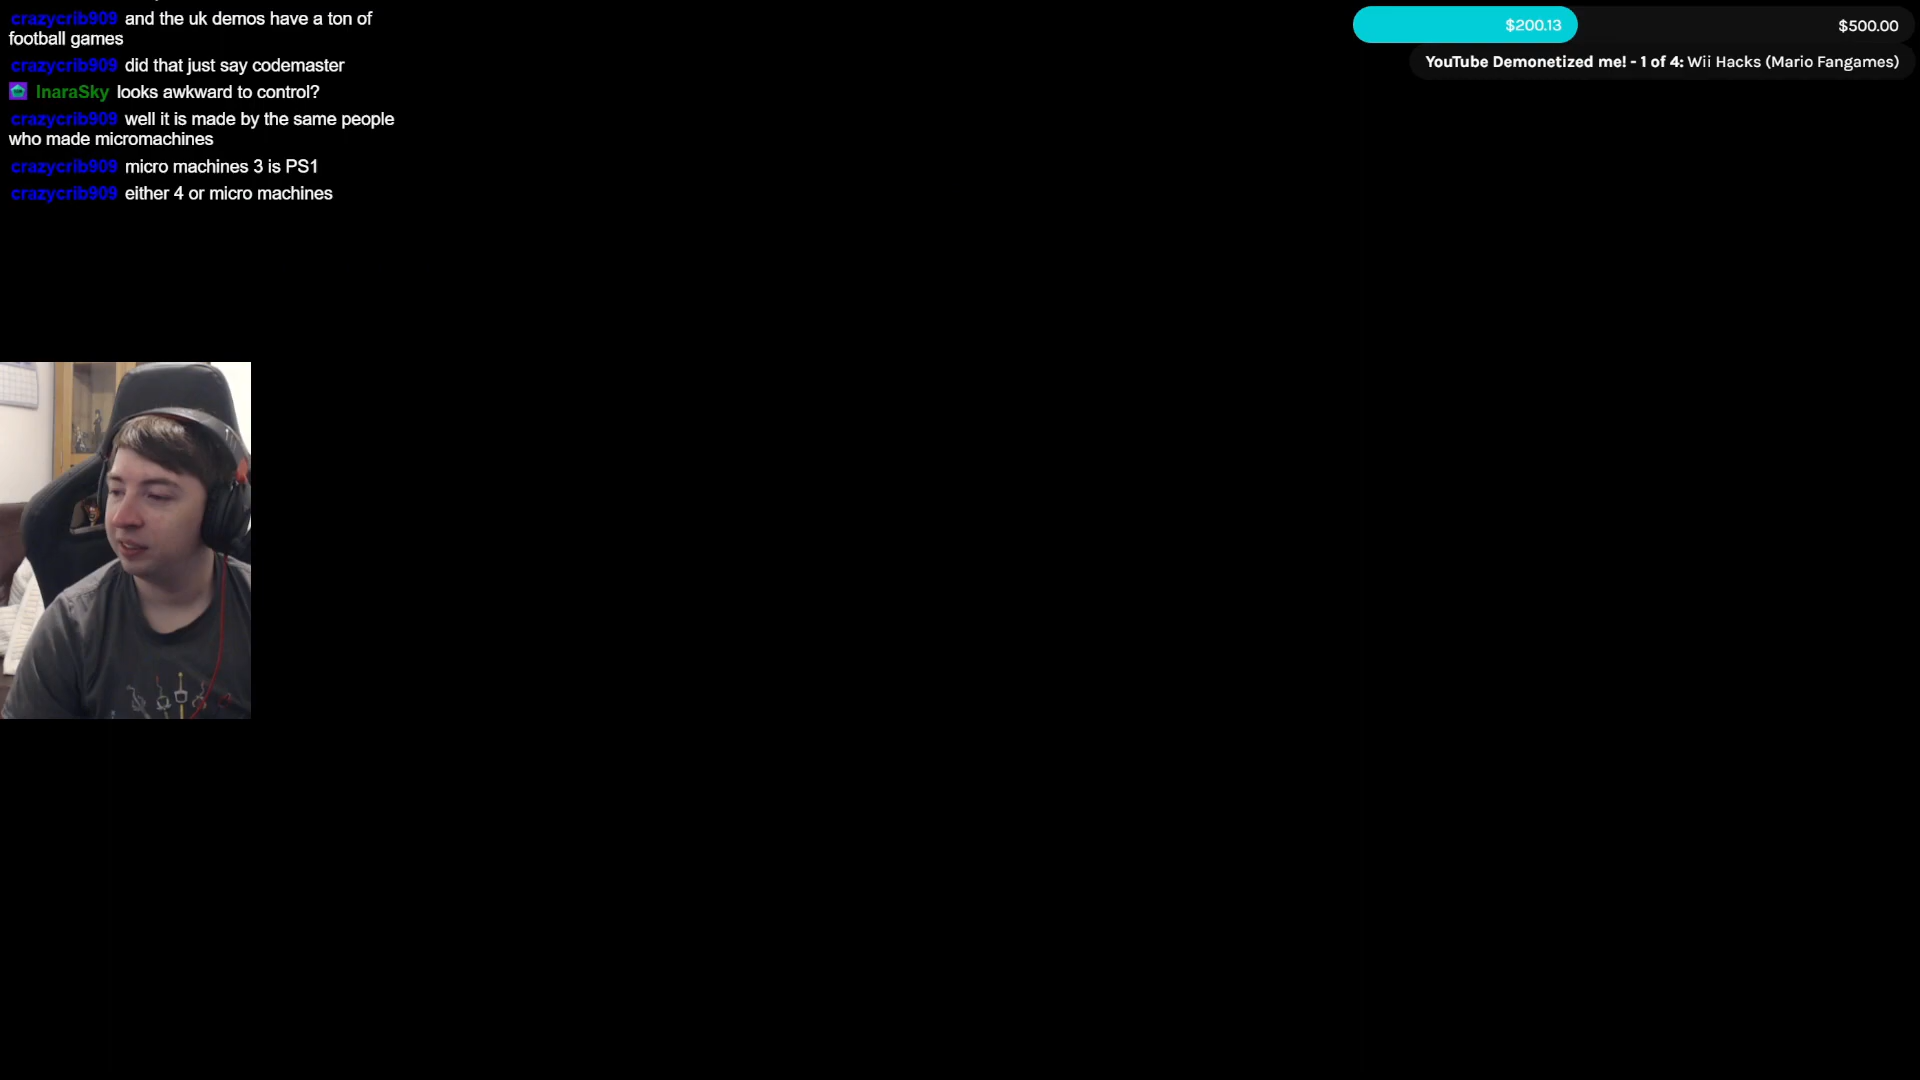 crazycrib909 and the uk demos have a ton of
football games
crazycrib909 did that just say codemaster
InaraSky looks awkward to control?
crazycrib909 well it is made by the same people
who made micromachines
crazycrib909 micro machines 3 is PS1
crazycrib909 either 4 or micro machines
$200.13 $500.00
YouTube Demonetized me! - 1 of 4: Wii Hacks (Mario Fangames)